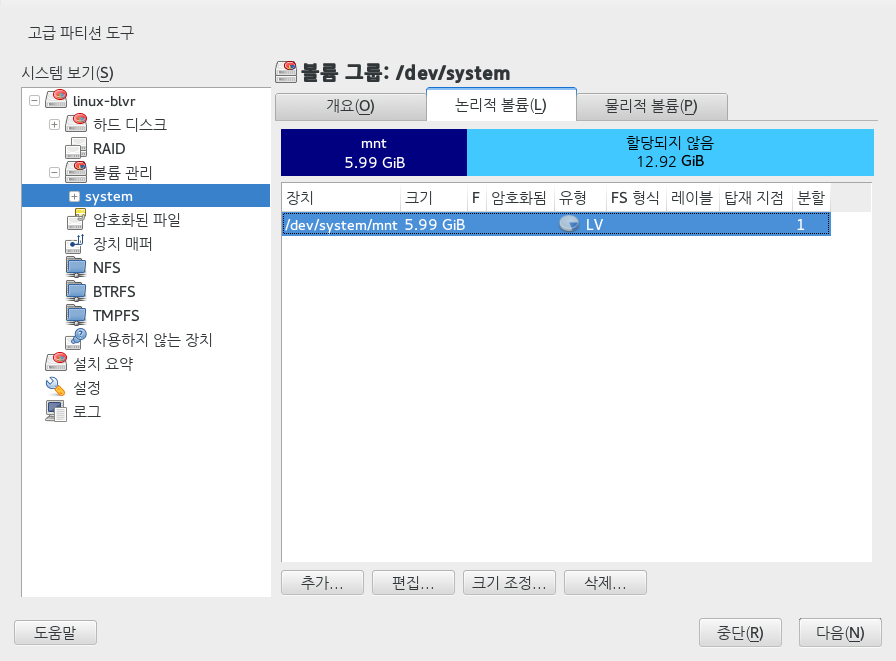 고급 파티션 도구
시스템 보기(S)
linux-blvr
하드 디스크
RAID
볼륨 관리
system
암호화된 파일
장치 매퍼
NFS
BTRFS
TMPFS
사용하지 않는 장치
설치 요약
설정
로그
볼륨 그룹: /dev/system
개요(O) 논리적 볼륨(L) 물리적 볼륨(P)
mnt
5.99 GiB
할당되지 않음
12.92 GiB
장치 크기 F 암호화됨 유형 FS 형식 레이블 탑재 지점 분할
/dev/system/mnt 5.99 GiB LV 1
추가... 편집... 크기 조정... 삭제...
도움말 중단(R) 다음(N)